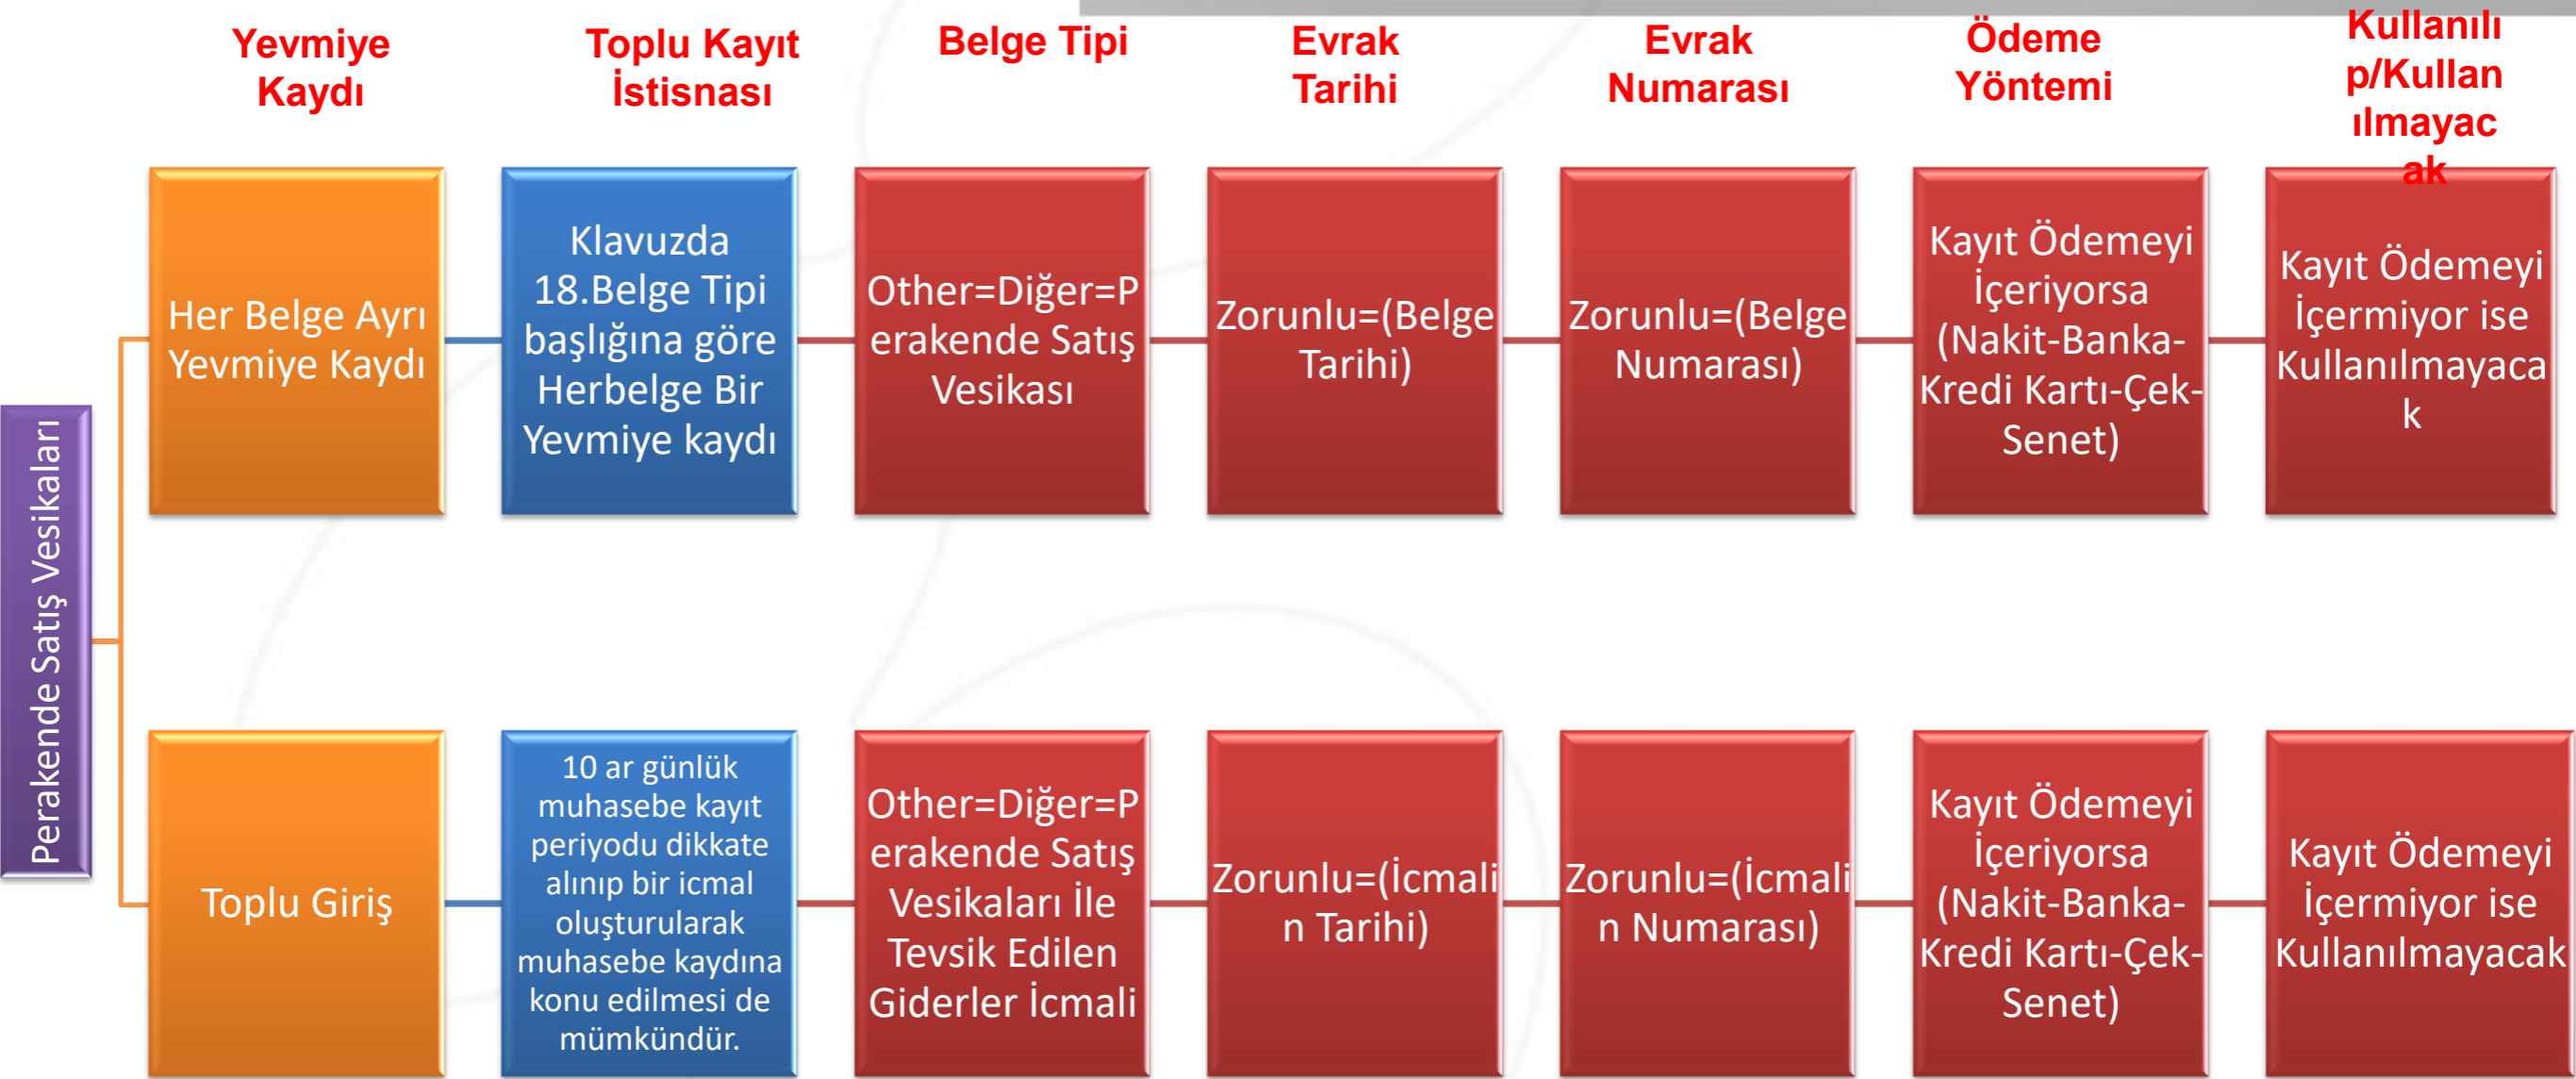 Yevmiye
Kaydı
Toplu Kayıt
İstisnası
Belge Tipi
Evrak
Tarihi
Evrak
Numarası
Ödeme
Yöntemi
Kullanılı
p/Kullan
ılmayac
ak
Perakende Satış Vesikaları
Her Belge Ayrı
Yevmiye Kaydı
Klavuzda
18.Belge Tipi
başlığına göre
Herbelge Bir
Yevmiye kaydı
Other=Diğer=P
erakende Satış
Vesikası
Zorunlu=(Belge
Tarihi)
Zorunlu=(Belge
Numarası)
Kayıt Ödemeyi
İçeriyorsa
(Nakit-Banka-
Kredi Kartı-Çek-
Senet)
Kayıt Ödemeyi
İçermiyor ise
Kullanılmayaca
k
Toplu Giriş
10 ar günlük
muhasebe kayıt
periyodu dikkate
alınıp bir icmal
oluşturularak
muhasebe kaydına
konu edilmesi de
mümkündür.
Other=Diğer=P
erakende Satış
Vesikaları İle
Tevsik Edilen
Giderler İcmali
Zorunlu=(İcmali
n Tarihi)
Zorunlu=(İcmali
n Numarası)
Kayıt Ödemeyi
İçeriyorsa
(Nakit-Banka-
Kredi Kartı-Çek-
Senet)
Kayıt Ödemeyi
İçermiyor ise
Kullanılmayacak